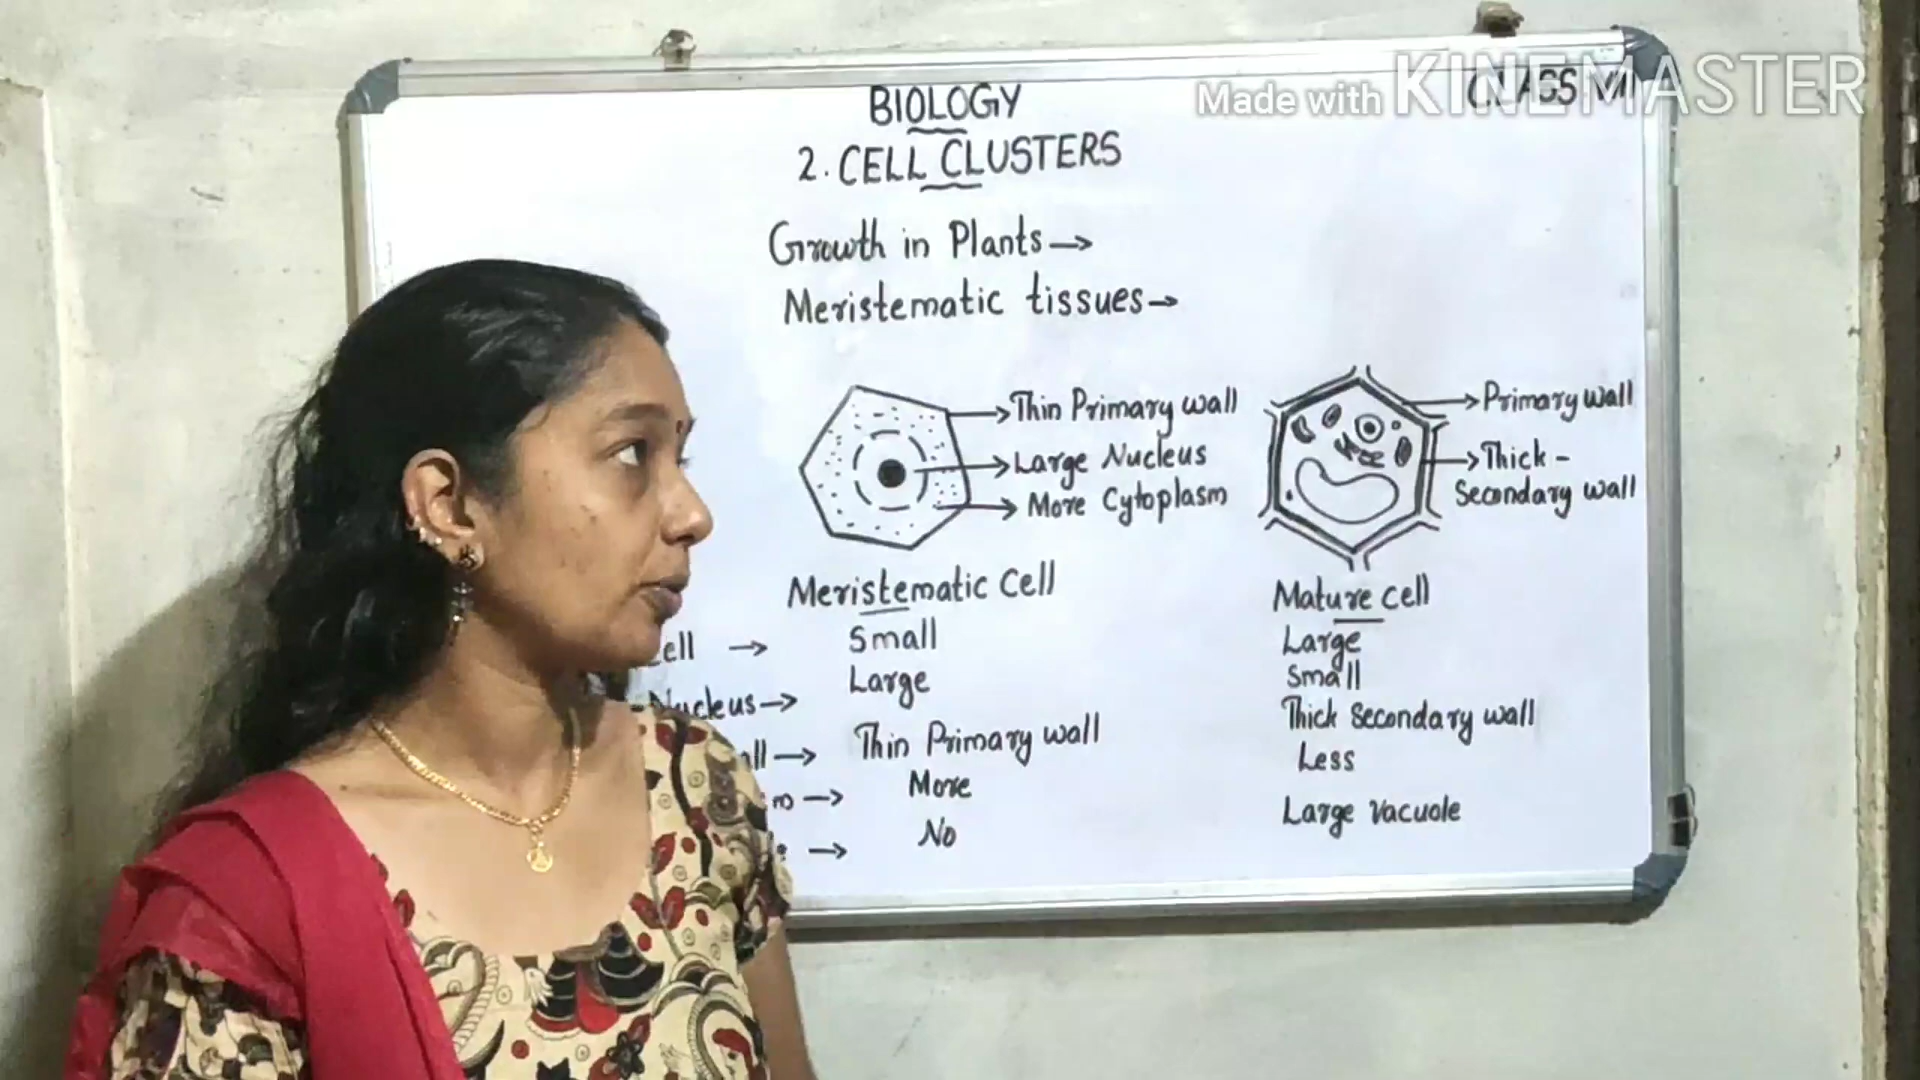 Made with KINEMASTER
BIOLOGY
2. CELL CLUSTERS
Growth in Plants →
Meristematic tissues →
→ Thin Primary wall
→ Large Nucleus
→ More Cytoplasm
→ Primary wall
→ Thick -
Secondary wall
Meristematic Cell Mature cell
→ Small Large
Nucleus → Large Small
→ Thin Primary wall Thick Secondary wall
→ More Less
→ No Large vacuole